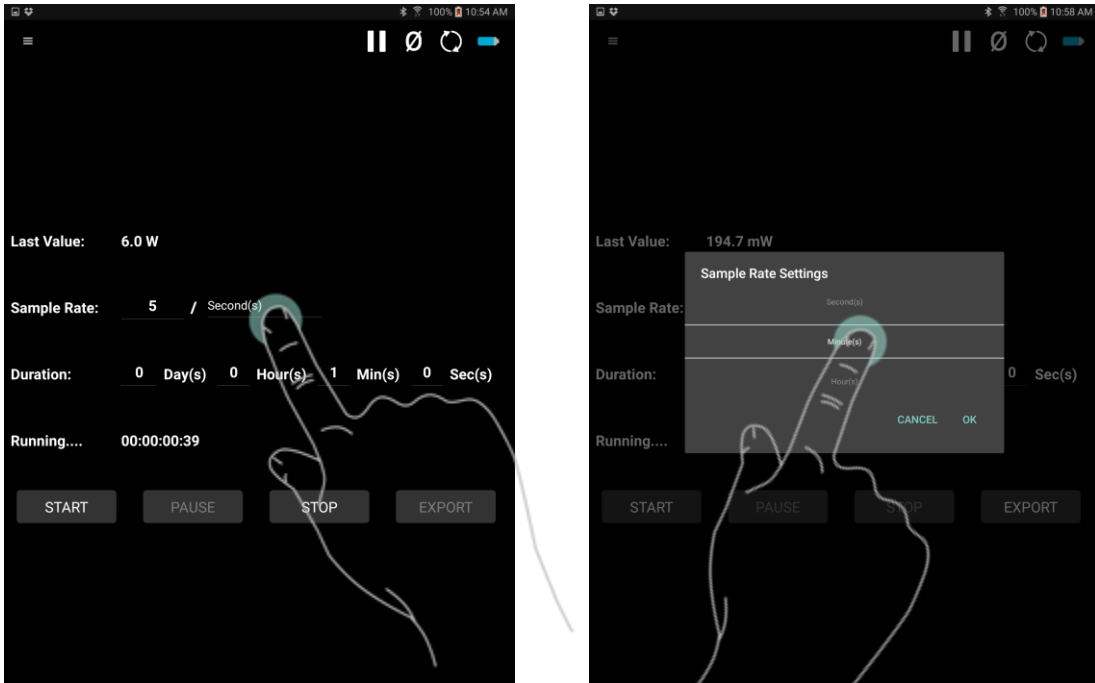 100% 10:54 AM
Last Value: 6.0 W
Sample Rate: 5 / Second(s)
Duration: 0 Day(s) 0 Hour(s) 1 Min(s) 0 Sec(s)
Running.... 00:00:00:39
START PAUSE STOP EXPORT
100% 10:58 AM
Last Value: 194.7 mW
Sample Rate Settings
Sample Rate:
Second(s)
Minute(s)
Duration:
Hour(s)
0 Sec(s)
CANCEL OK
Running....
START PAUSE STOP EXPORT